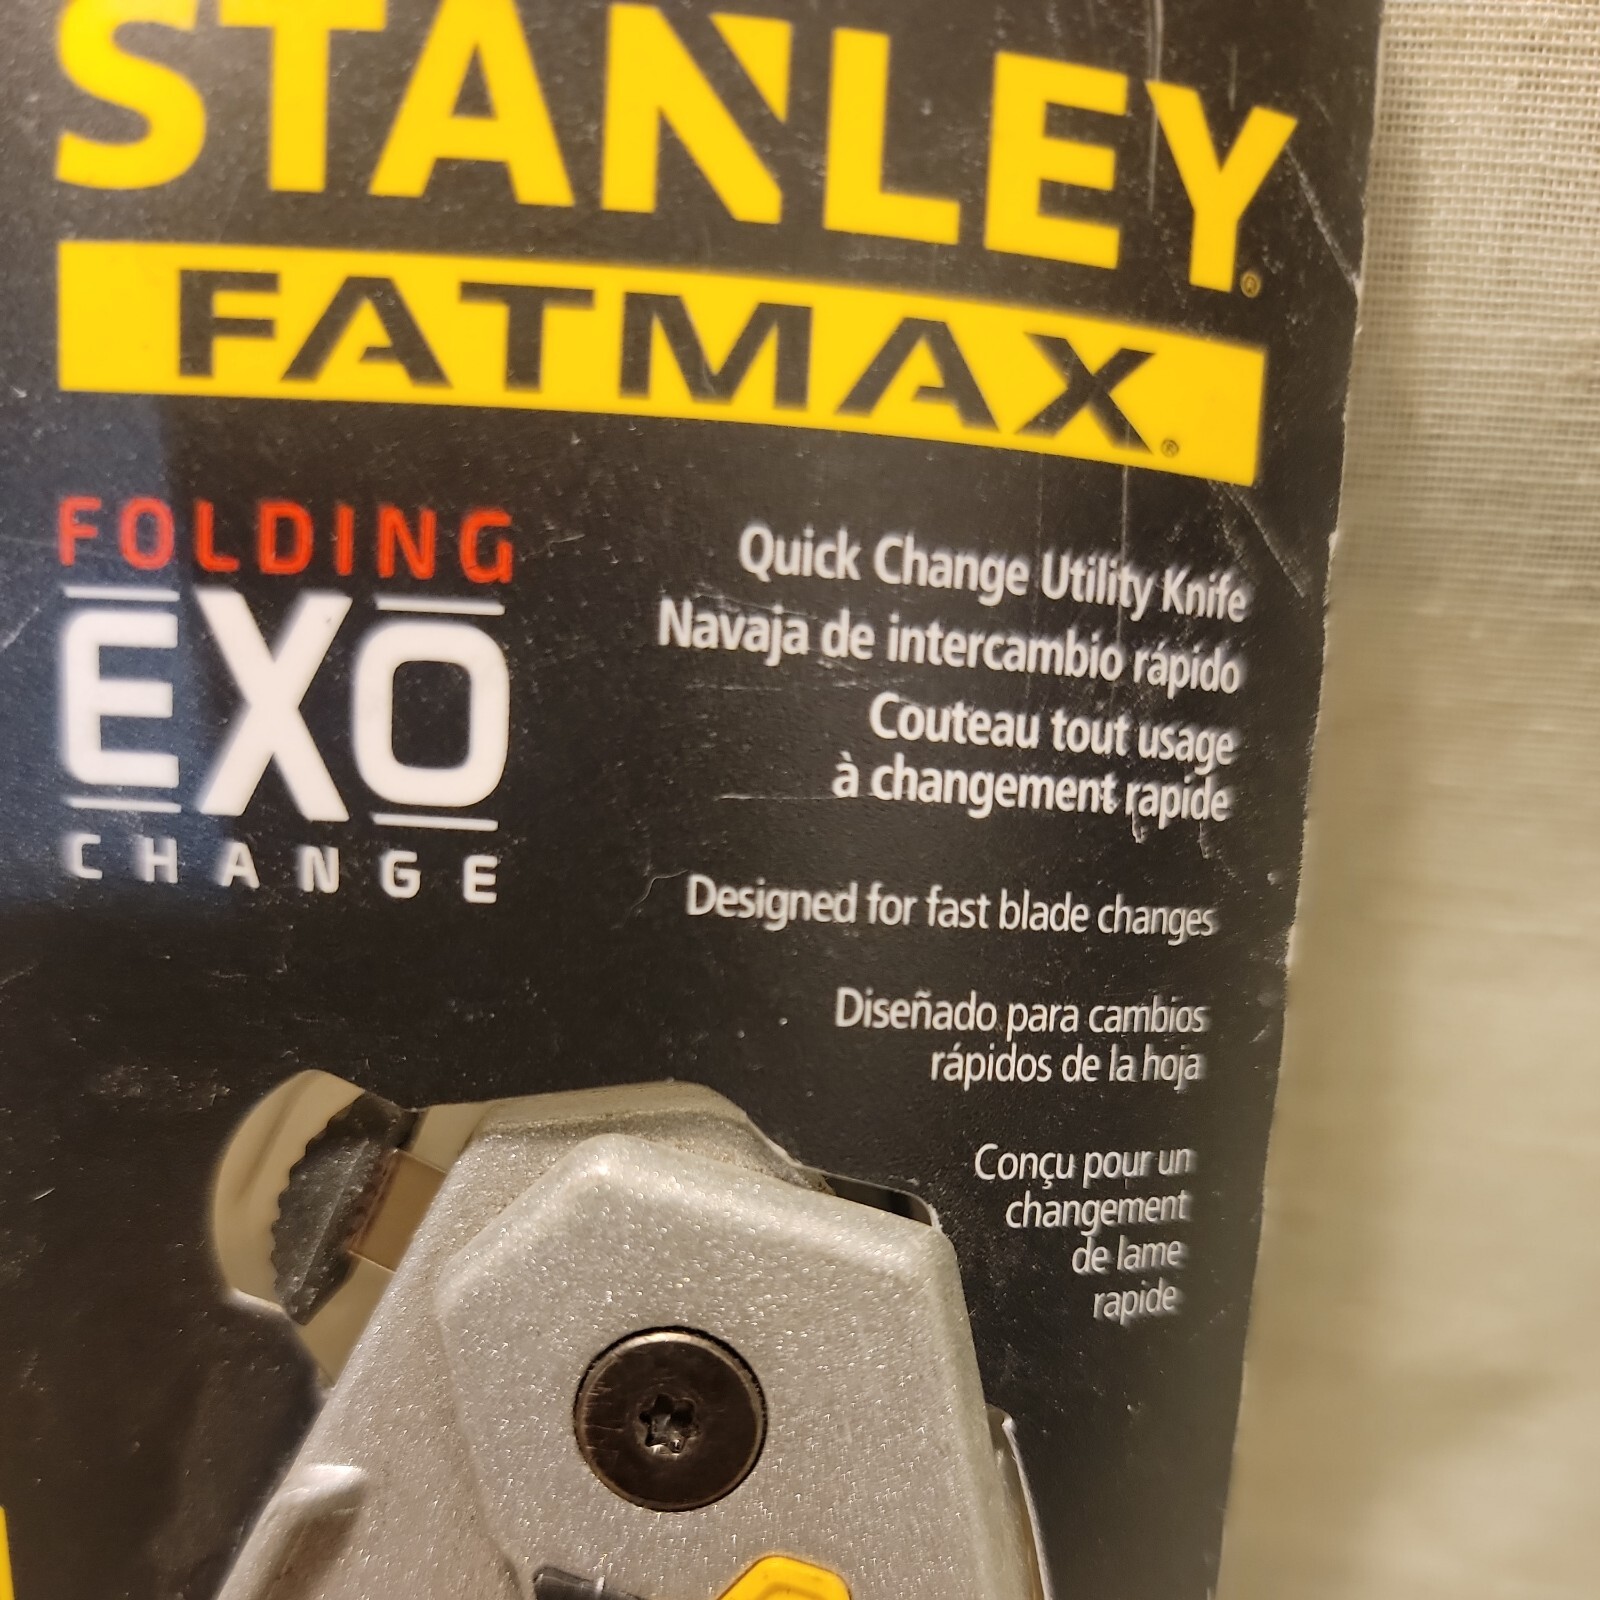 STANLEY®
FATMAX®
FOLDING
EXO
CHANGE
Quick Change Utility Knife
Navaja de intercambio rápido
Couteau tout usage
à changement rapide
Designed for fast blade changes
Diseñado para cambios
rápidos de la hoja
Conçu pour un
changement
de lame
rapide